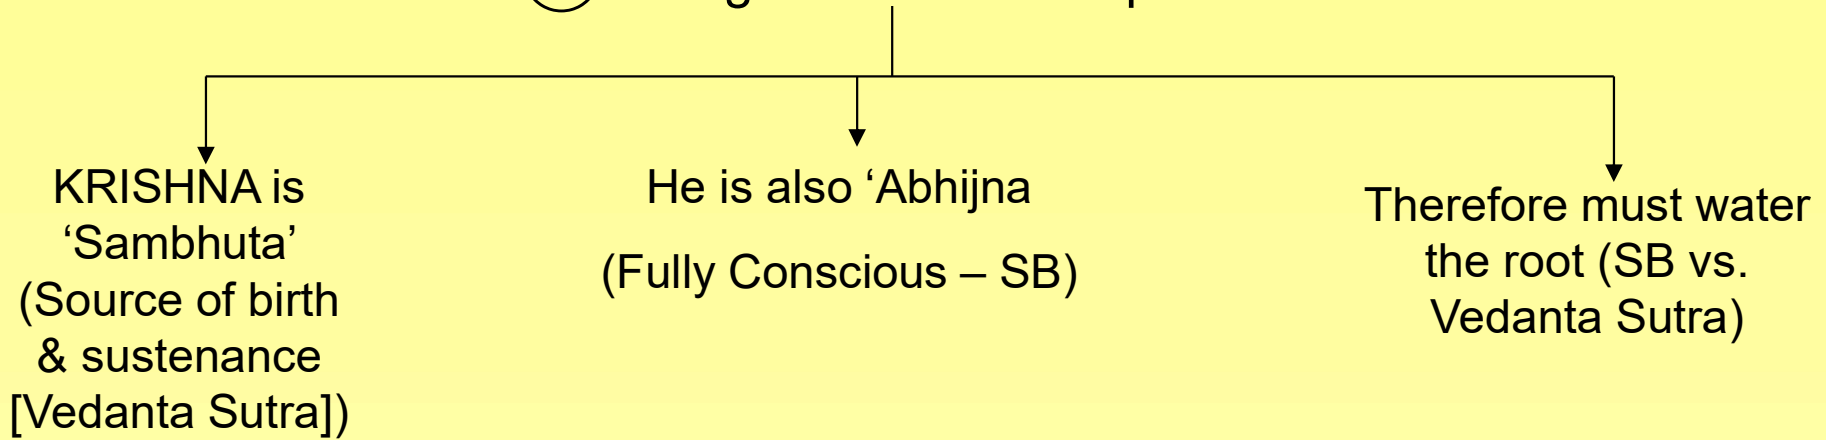 KRISHNA is
‘Sambhuta’
(Source of birth
& sustenance
[Vedanta Sutra])
He is also ‘Abhijna
(Fully Conscious – SB)
Therefore must water
the root (SB vs.
Vedanta Sutra)